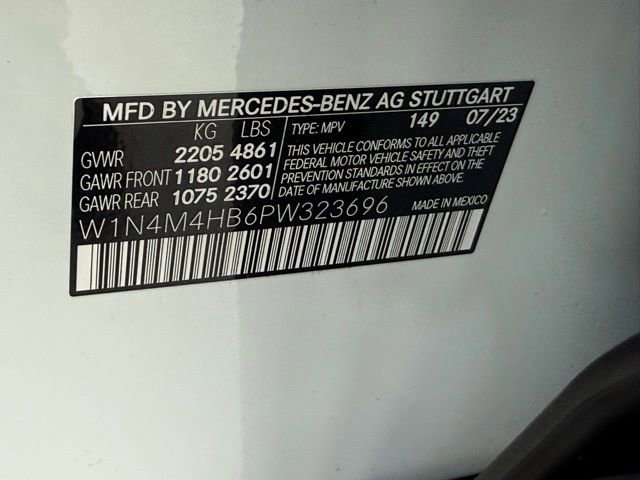 MFD BY MERCEDES-BENZ AG STUTTGART
KG LBS TYPE: MPV 149 07/23
GVWR 2205 4861
GAWR FRONT 1180 2601
GAWR REAR 1075 2370
THIS VEHICLE CONFORMS TO ALL APPLICABLE
FEDERAL MOTOR VEHICLE SAFETY AND THEFT
PREVENTION STANDARDS IN EFFECT ON THE
DATE OF MANUFACTURE SHOWN ABOVE.
W1N4M4HB6PW323696 MADE IN MEXICO